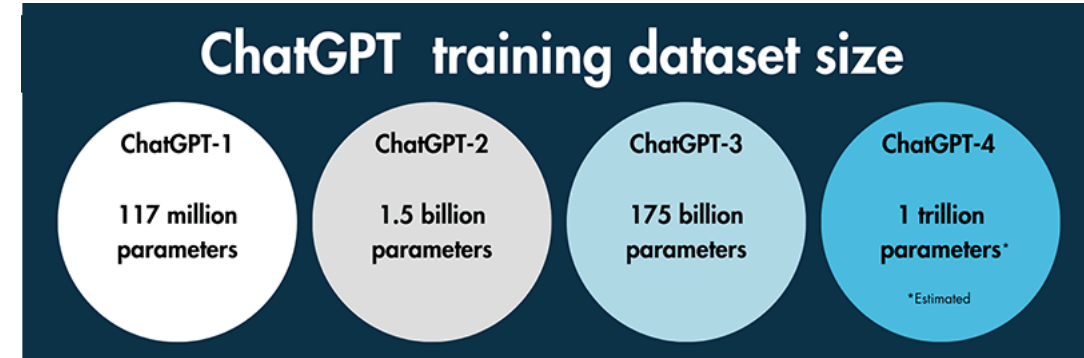 ChatGPT training dataset size
ChatGPT-1
117 million
parameters
ChatGPT-2
1.5 billion
parameters
ChatGPT-3
175 billion
parameters
ChatGPT-4
1 trillion
parameters*
*Estimated